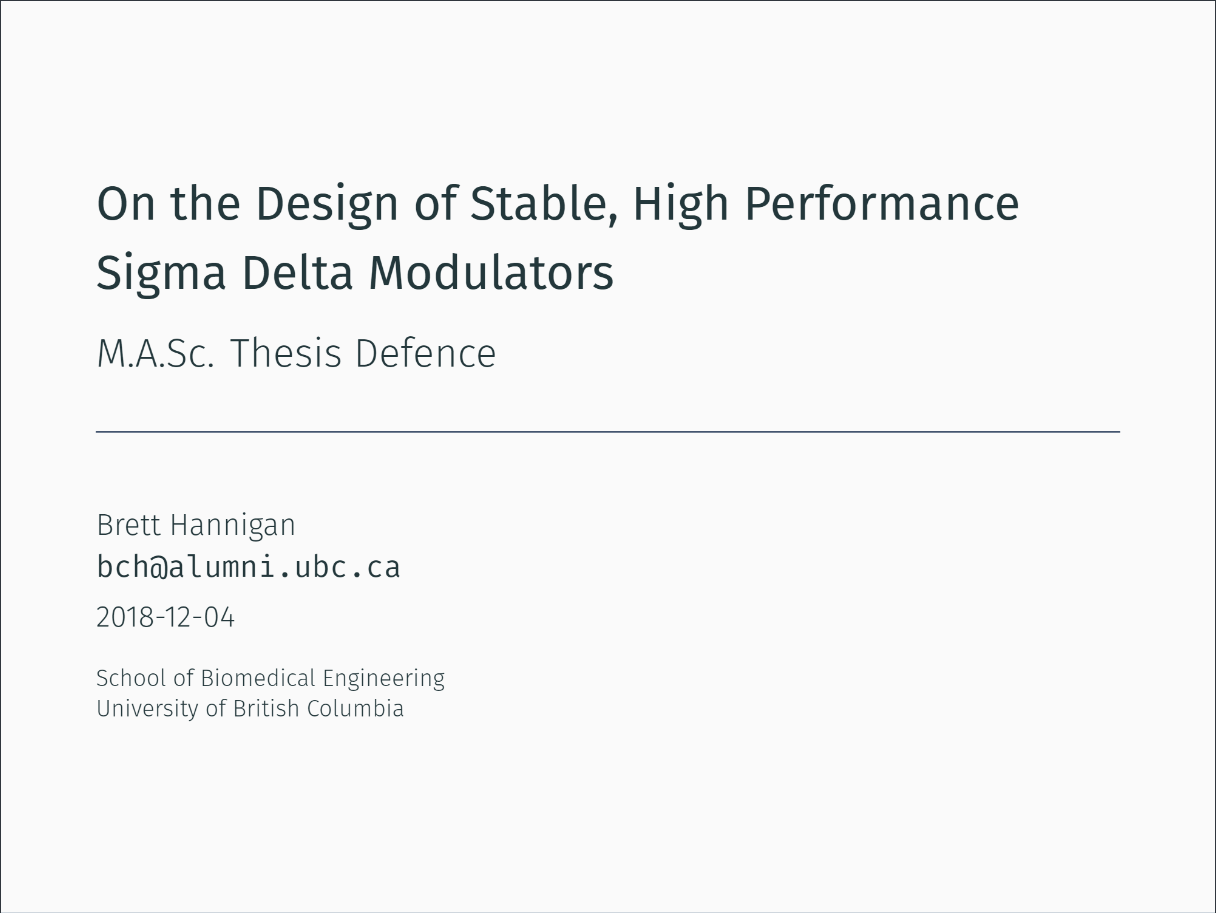 On the Design of Stable, High Performance
Sigma Delta Modulators
M.A.Sc. Thesis Defence
Brett Hannigan
bch@alumni.ubc.ca
2018-12-04
School of Biomedical Engineering
University of British Columbia